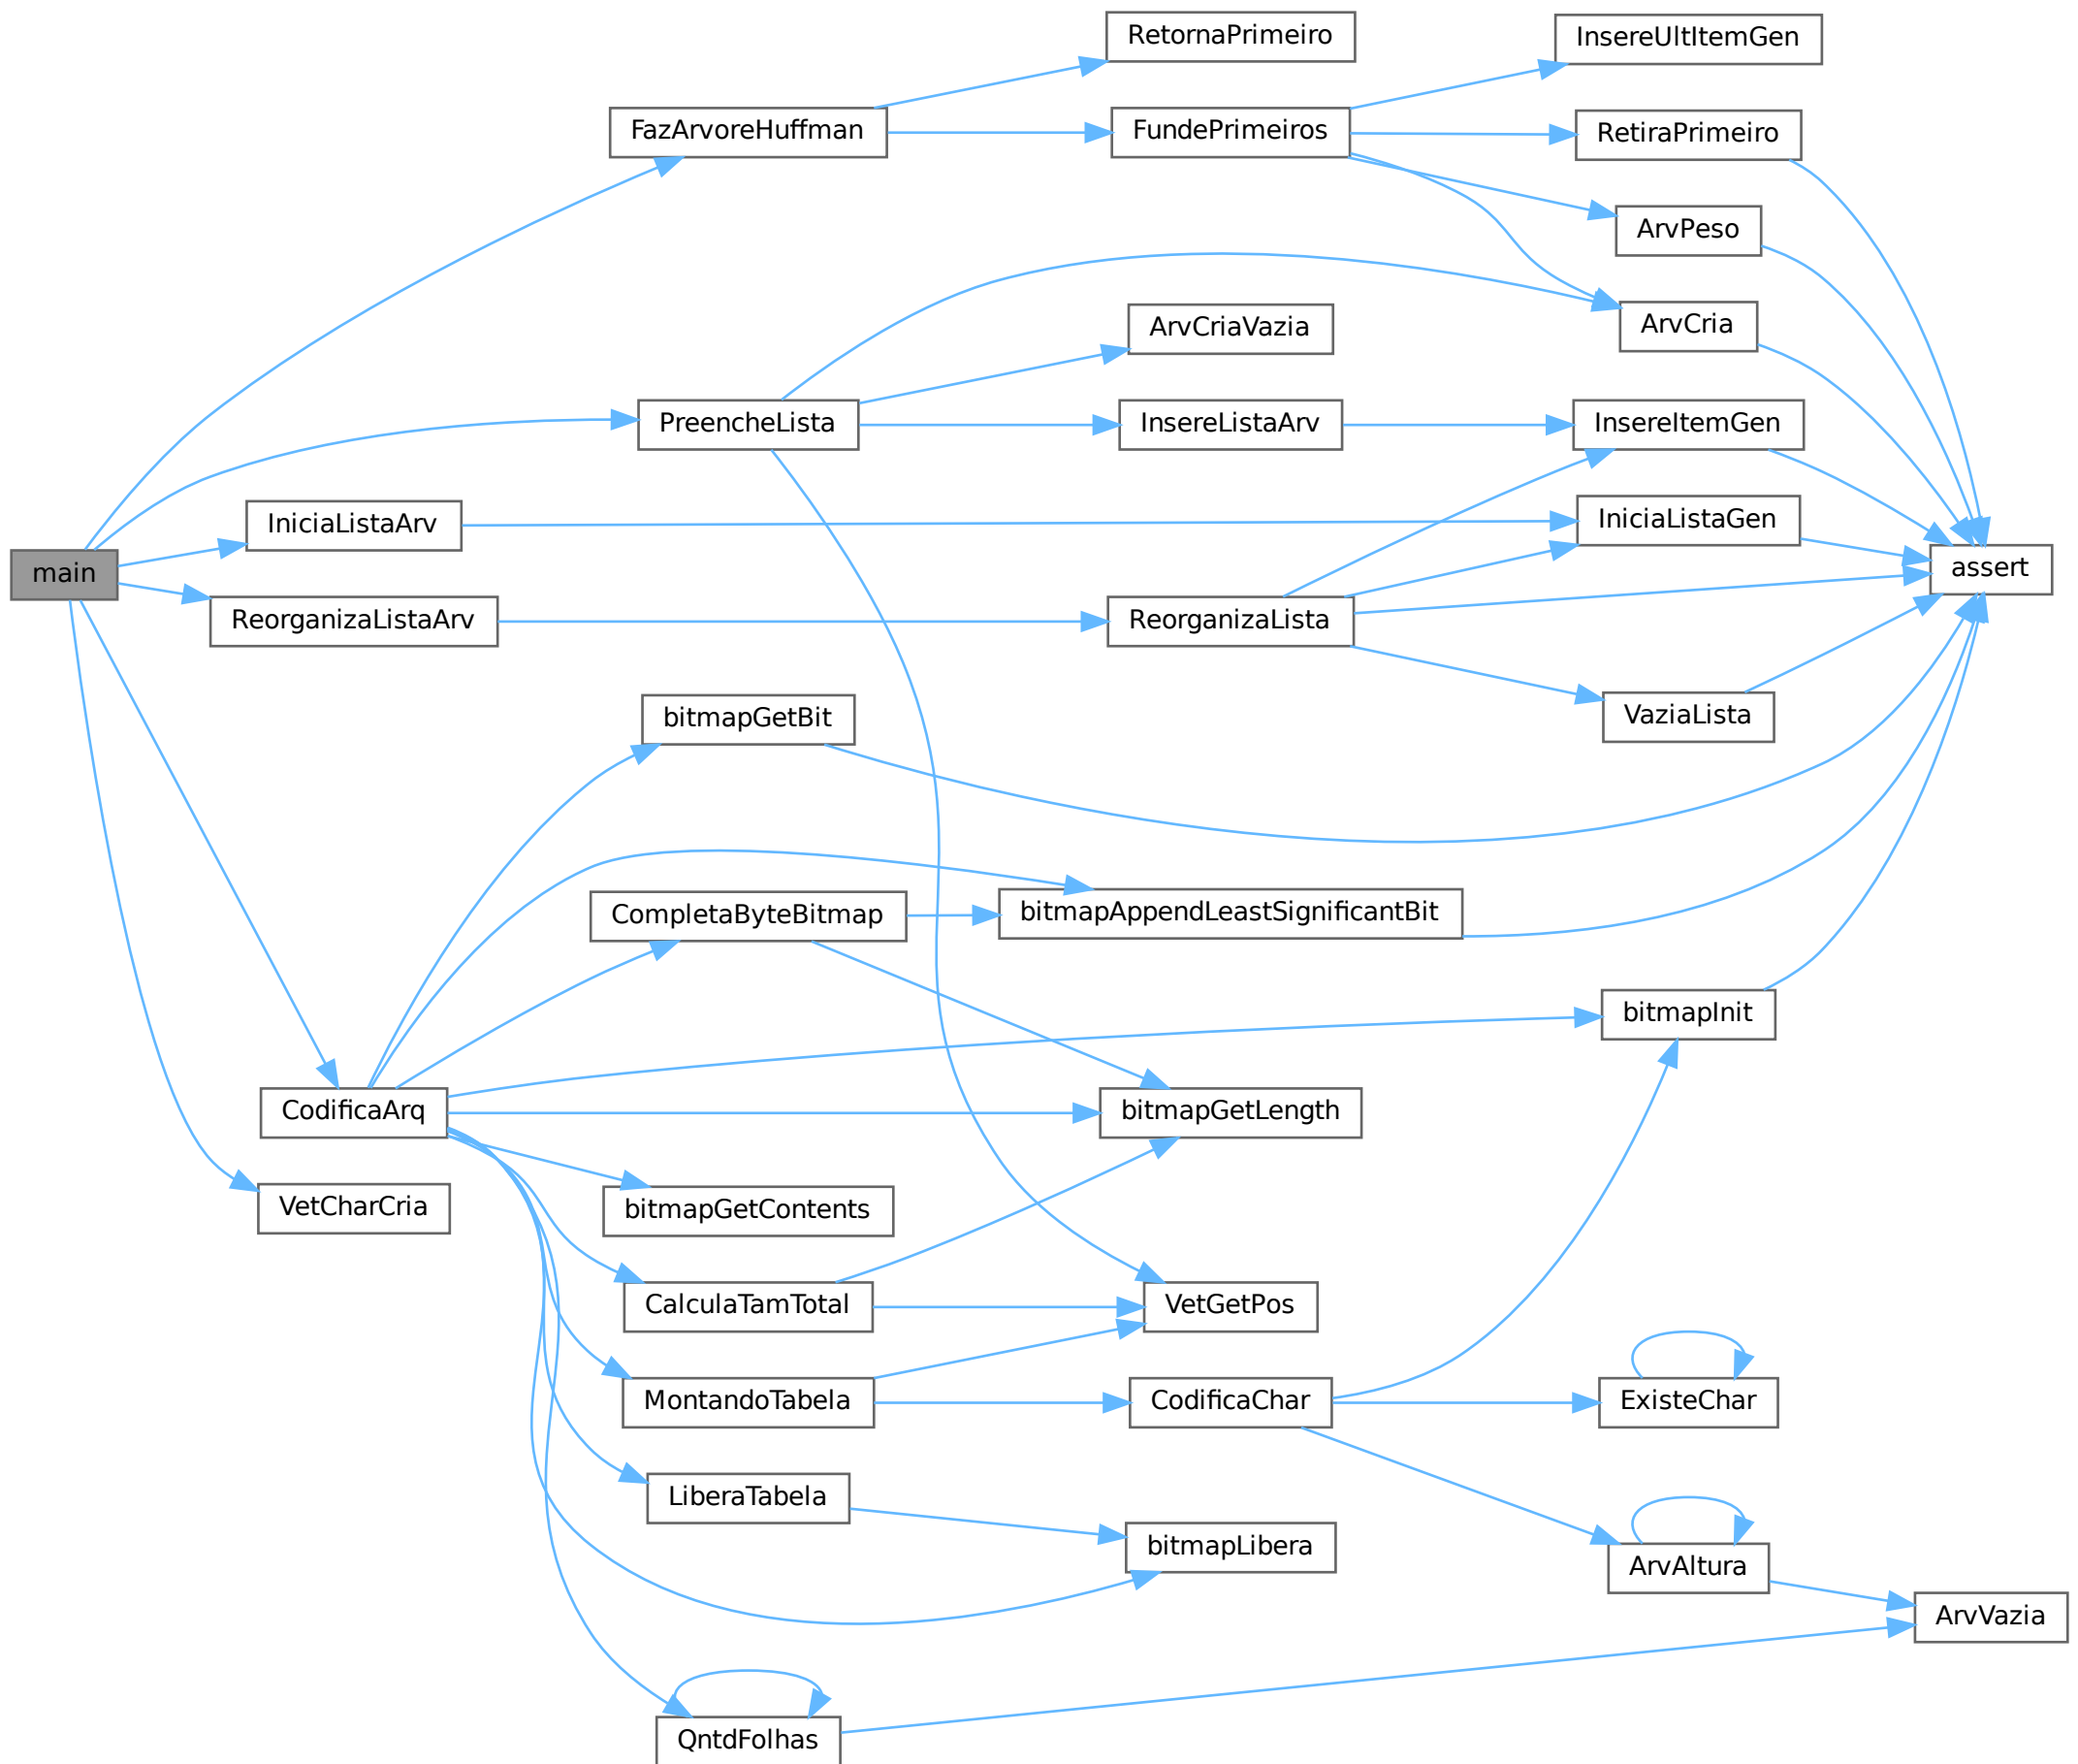 RetornaPrimeiro
InsereUltItemGen
FazArvoreHuffman
FundePrimeiros
RetiraPrimeiro
ArvPeso
ArvCriaVazia
ArvCria
PreencheLista
InsereListaArv
InsereItemGen
IniciaListaArv
IniciaListaGen
main
assert
ReorganizaListaArv
ReorganizaLista
bitmapGetBit
VaziaLista
CompletaByteBitmap
bitmapAppendLeastSignificantBit
bitmapInit
CodificaArq
bitmapGetLength
VetCharCria
bitmapGetContents
CalculaTamTotal
VetGetPos
MontandoTabela
CodificaChar
ExisteChar
LiberaTabela
bitmapLibera
ArvAltura
ArvVazia
QntdFolhas